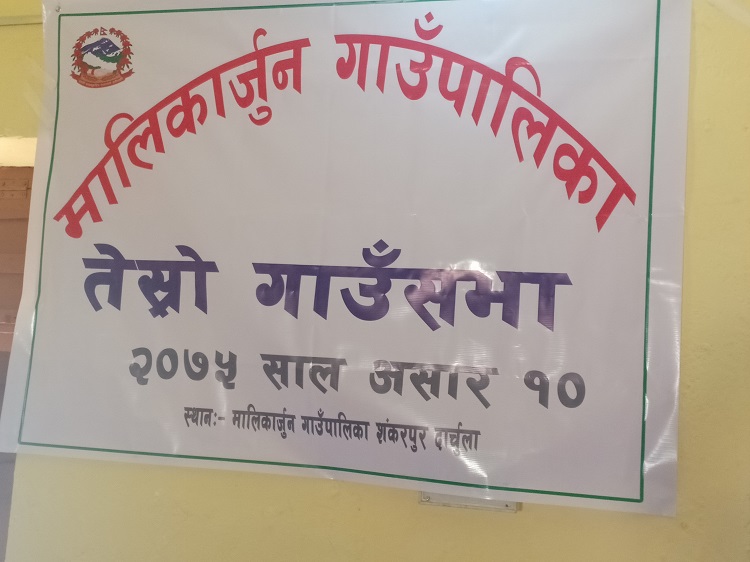 मालिकार्जुन गाउँपालिका
तेस्रो गाउँसभा
२०७५ साल असार १०
स्थानः- मालिकार्जुन गाउँपालिका शंकरपुर दार्चुला